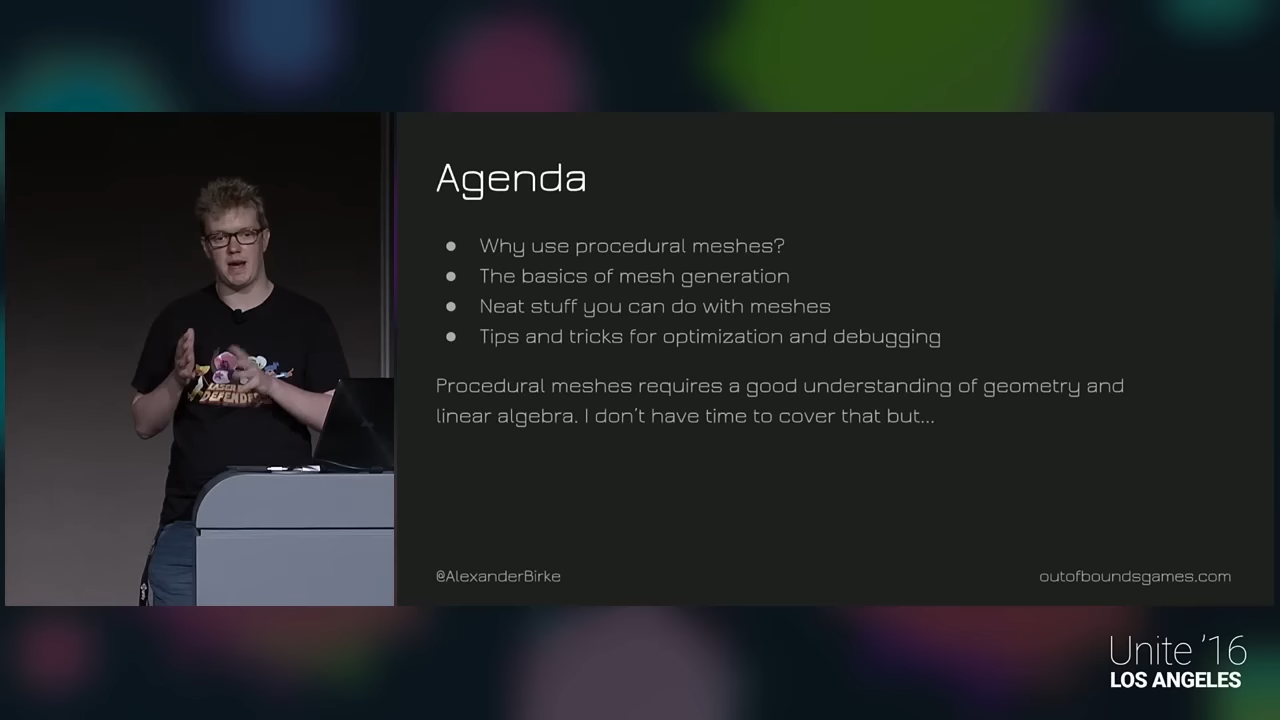 Agenda
● Why use procedural meshes?
● The basics of mesh generation
● Neat stuff you can do with meshes
● Tips and tricks for optimization and debugging
Procedural meshes requires a good understanding of geometry and
linear algebra. I don't have time to cover that but...
@AlexanderBirke
outofboundsgames.com
LASER
DEFENDER
Unite '16
LOS ANGELES